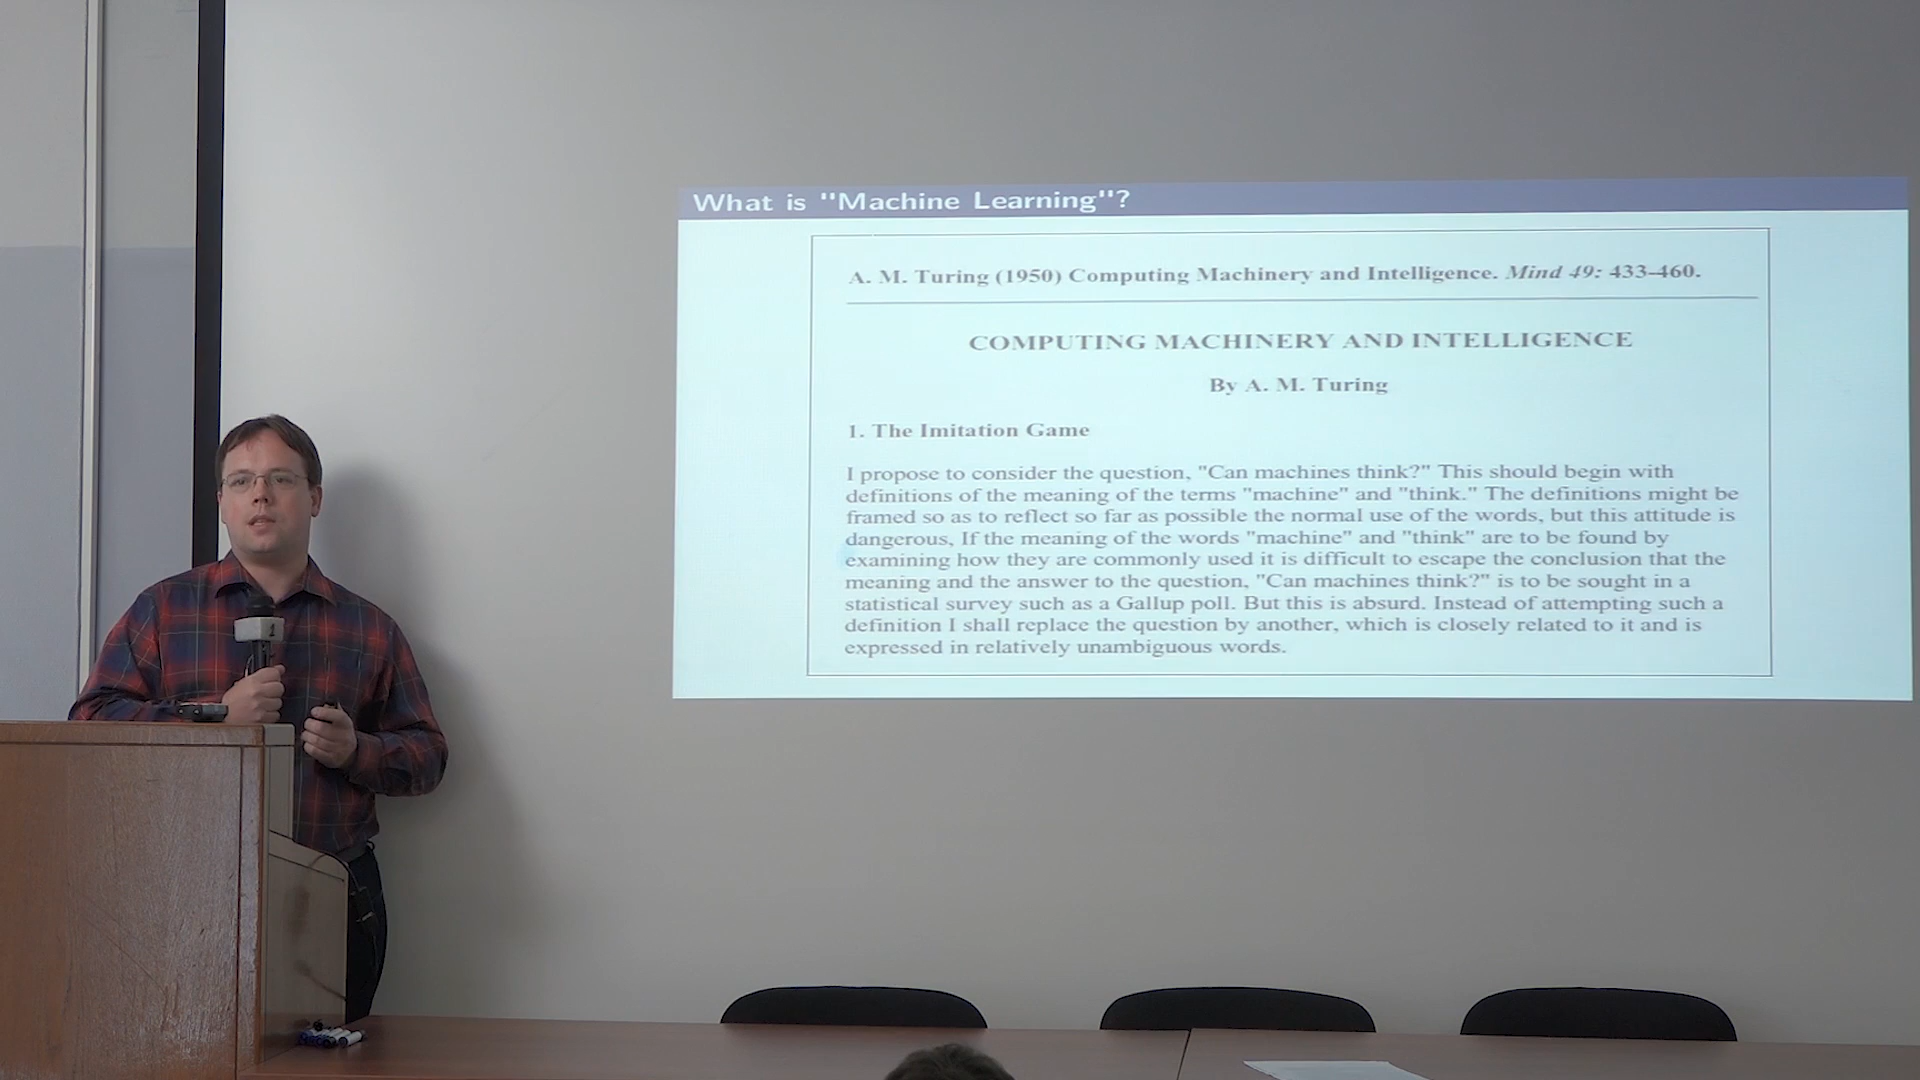 What is "Machine Learning"?
A. M. Turing (1950) Computing Machinery and Intelligence. Mind 49: 433-460.
COMPUTING MACHINERY AND INTELLIGENCE
By A. M. Turing
1. The Imitation Game
I propose to consider the question, "Can machines think?" This should begin with
definitions of the meaning of the terms "machine" and "think." The definitions might be
framed so as to reflect so far as possible the normal use of the words, but this attitude is
dangerous, If the meaning of the words "machine" and "think" are to be found by
examining how they are commonly used it is difficult to escape the conclusion that the
meaning and the answer to the question, "Can machines think?" is to be sought in a
statistical survey such as a Gallup poll. But this is absurd. Instead of attempting such a
definition I shall replace the question by another, which is closely related to it and is
expressed in relatively unambiguous words.
1